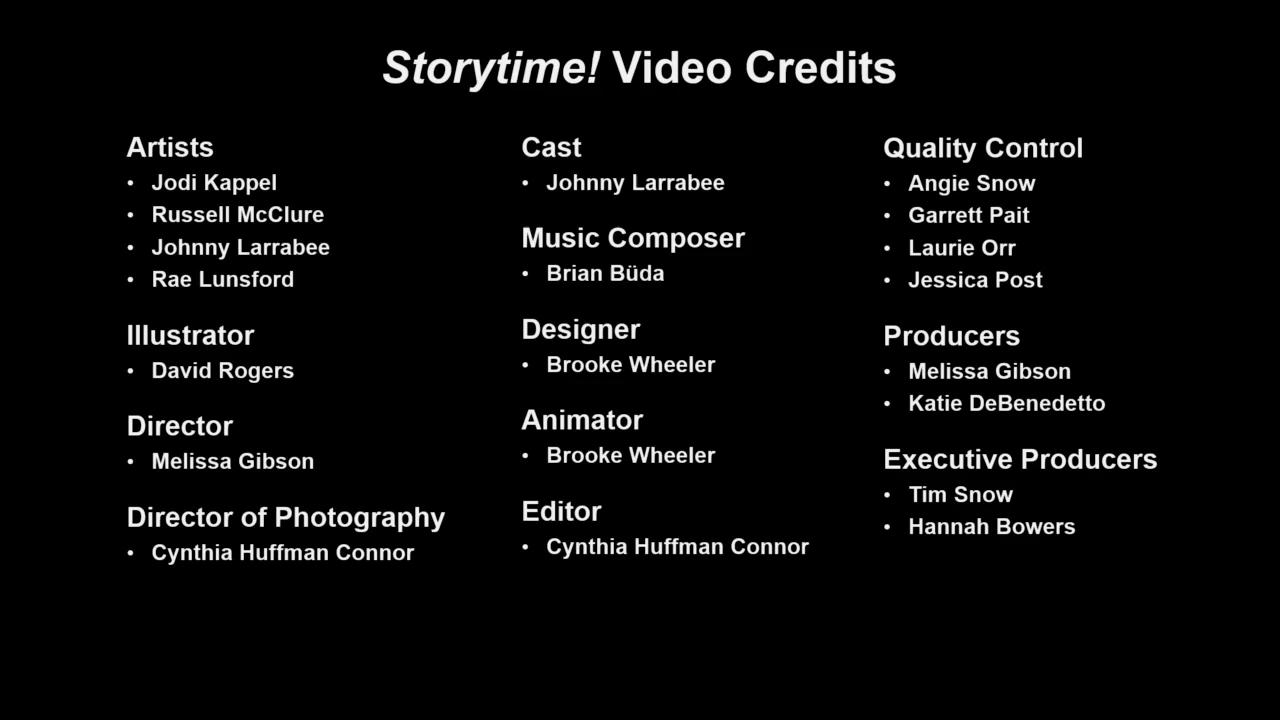 Storytime! Video Credits
Artists
• Jodi Kappel
• Russell McClure
• Johnny Larrabee
• Rae Lunsford
Illustrator
• David Rogers
Director
• Melissa Gibson
Director of Photography
• Cynthia Huffman Connor
Cast
• Johnny Larrabee
Music Composer
• Brian Büda
Designer
• Brooke Wheeler
Animator
• Brooke Wheeler
Editor
• Cynthia Huffman Connor
Quality Control
• Angie Snow
• Garrett Pait
• Laurie Orr
• Jessica Post
Producers
• Melissa Gibson
• Katie DeBenedetto
Executive Producers
• Tim Snow
• Hannah Bowers